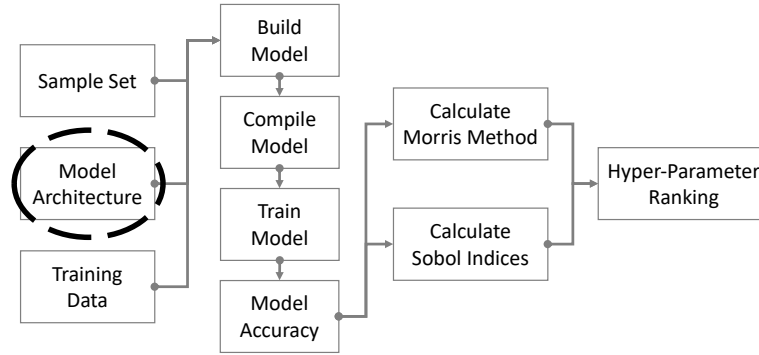 Sample Set
Model
Architecture
Training
Data
Build
Model
Compile
Model
Train
Model
Model
Accuracy
Calculate
Morris Method
Calculate
Sobol Indices
Hyper-Parameter
Ranking